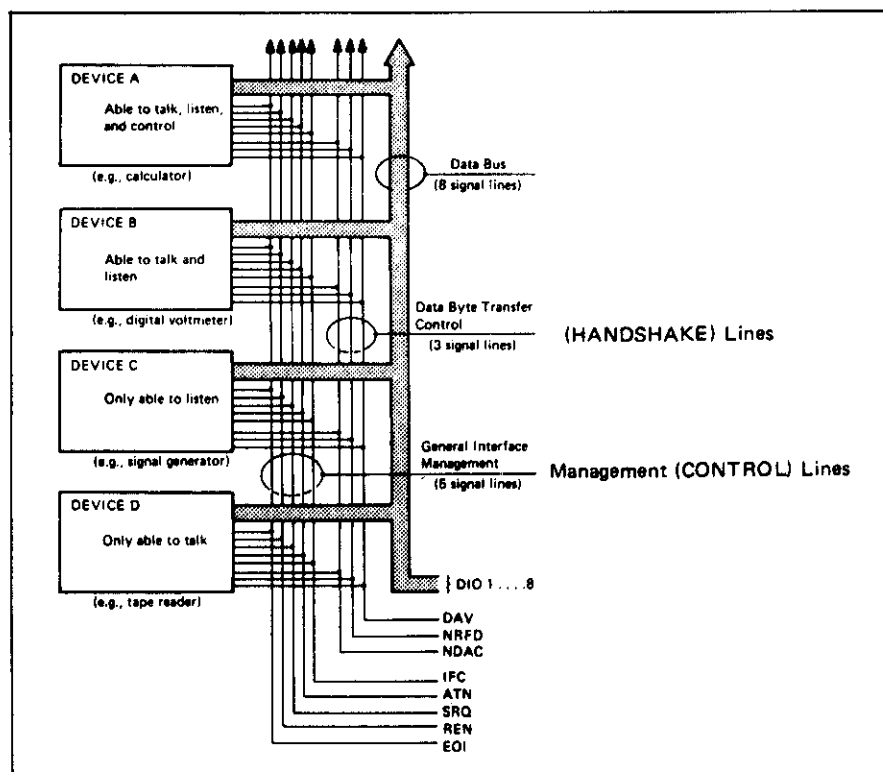 DEVICE A
Able to talk, listen,
and control
(e.g., calculator)
Data Bus
(8 signal lines)
DEVICE B
Able to talk and
listen
(e.g., digital voltmeter)
Data Byte Transfer
Control
(3 signal lines)
(HANDSHAKE) Lines
DEVICE C
Only able to listen
(e.g., signal generator)
General Interface
Management
(5 signal lines)
Management (CONTROL) Lines
DEVICE D
Only able to talk
(e.g., tape reader)
DIO 1 . . . . 8
DAV
NRFD
NDAC
IFC
ATN
SRQ
REN
EOI